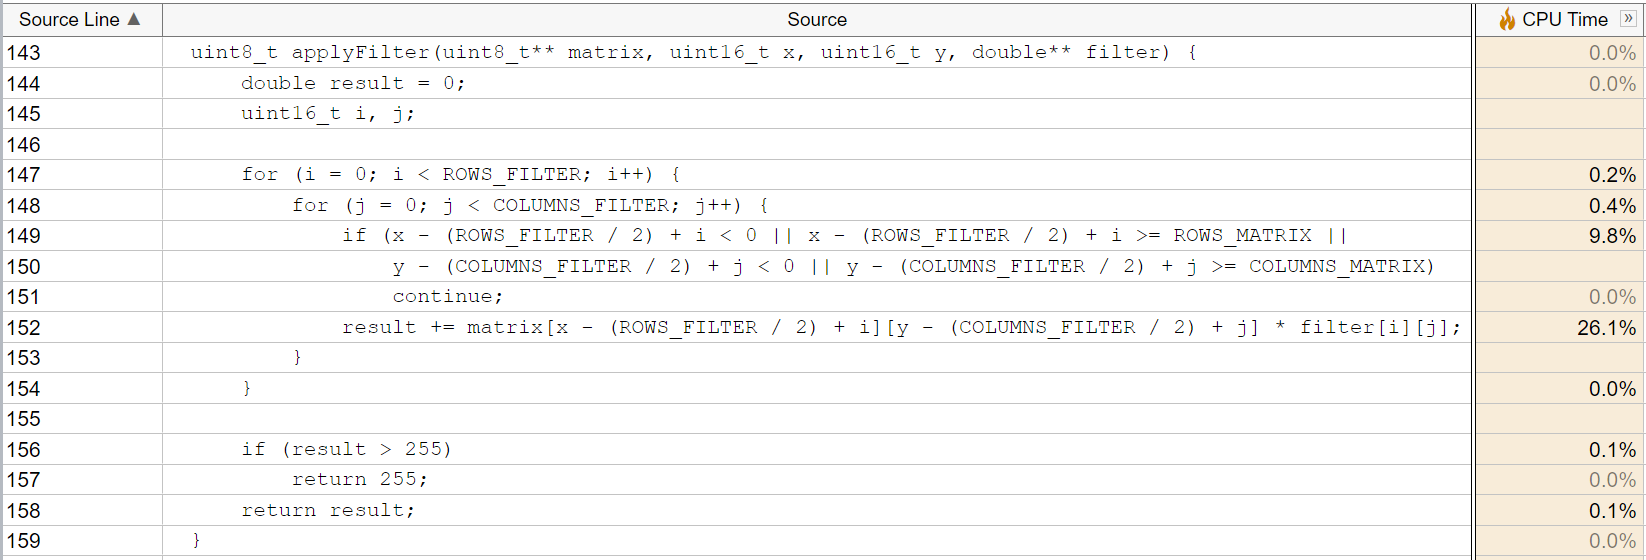 Source Line ▲ Source CPU Time »
143 uint8_t applyFilter(uint8_t** matrix, uint16_t x, uint16_t y, double** filter) { 0.0%
144 double result = 0; 0.0%
145 uint16_t i, j;
146
147 for (i = 0; i < ROWS_FILTER; i++) { 0.2%
148 for (j = 0; j < COLUMNS_FILTER; j++) { 0.4%
149 if (x - (ROWS_FILTER / 2) + i < 0 || x - (ROWS_FILTER / 2) + i >= ROWS_MATRIX || 9.8%
150 y - (COLUMNS_FILTER / 2) + j < 0 || y - (COLUMNS_FILTER / 2) + j >= COLUMNS_MATRIX)
151 continue; 0.0%
152 result += matrix[x - (ROWS_FILTER / 2) + i][y - (COLUMNS_FILTER / 2) + j] * filter[i][j]; 26.1%
153 }
154 } 0.0%
155
156 if (result > 255) 0.1%
157 return 255; 0.0%
158 return result; 0.1%
159 } 0.0%